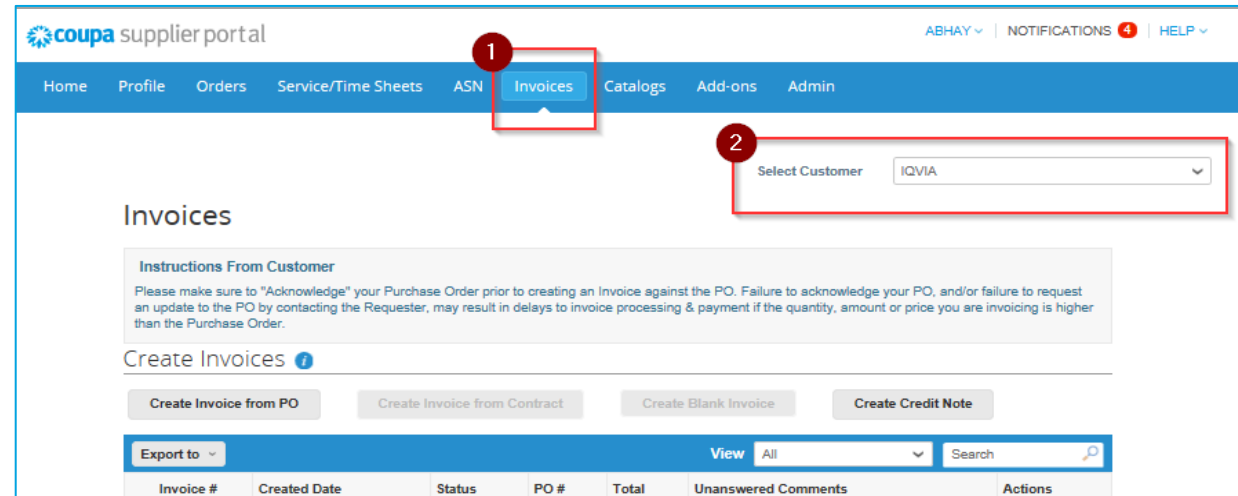 coupa supplier portal
ABHAY NOTIFICATIONS 4 HELP
1
Home Profile Orders Service/Time Sheets ASN Invoices Catalogs Add-ons Admin
2
Select Customer IQVIA
Invoices
Instructions From Customer
Please make sure to "Acknowledge" your Purchase Order prior to creating an Invoice against the PO. Failure to acknowledge your PO, and/or failure to request
an update to the PO by contacting the Requester, may result in delays to invoice processing & payment if the quantity, amount or price you are invoicing is higher
than the Purchase Order.
Create Invoices i
Create Invoice from PO Create Invoice from Contract Create Blank Invoice Create Credit Note
Export to View All Search
Invoice # Created Date Status PO # Total Unanswered Comments Actions